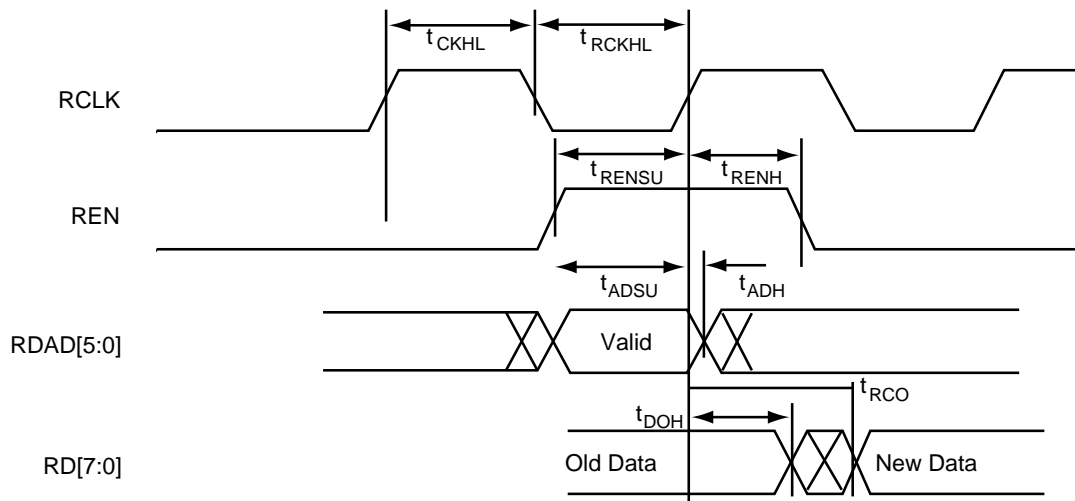 tCKHL tRCKHL
RCLK
tRENSU tRENH
REN
tADSU tADH
RDAD[5:0] Valid
tRCO
tDOH
RD[7:0] Old Data New Data